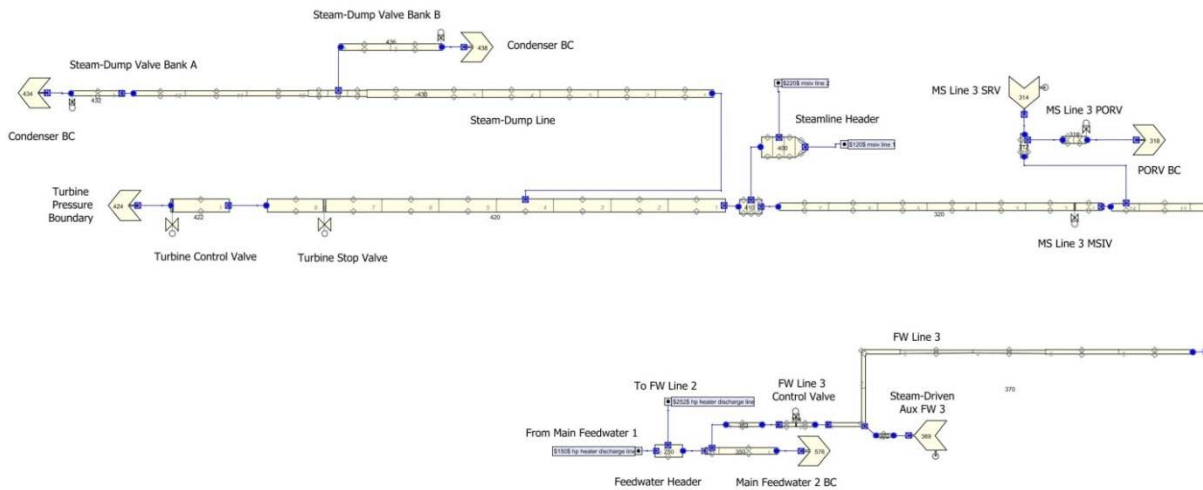 Steam-Dump Valve Bank B
436
438
Condenser BC
Steam-Dump Valve Bank A
434
432
430
Condenser BC
Steam-Dump Line
$220$ msiv line 2
Steamline Header
400
$120$ msiv line 1
MS Line 3 SRV
314
MS Line 3 PORV
318
PORV BC
Turbine
Pressure
Boundary
424
422
420
410
320
Turbine Control Valve
Turbine Stop Valve
MS Line 3 MSIV
FW Line 3
370
To FW Line 2
FW Line 3
Control Valve
Steam-Driven
Aux FW 3
$252$ hp heater discharge line
From Main Feedwater 1
$150$ hp heater discharge line
250
350
576
369
Feedwater Header
Main Feedwater 2 BC